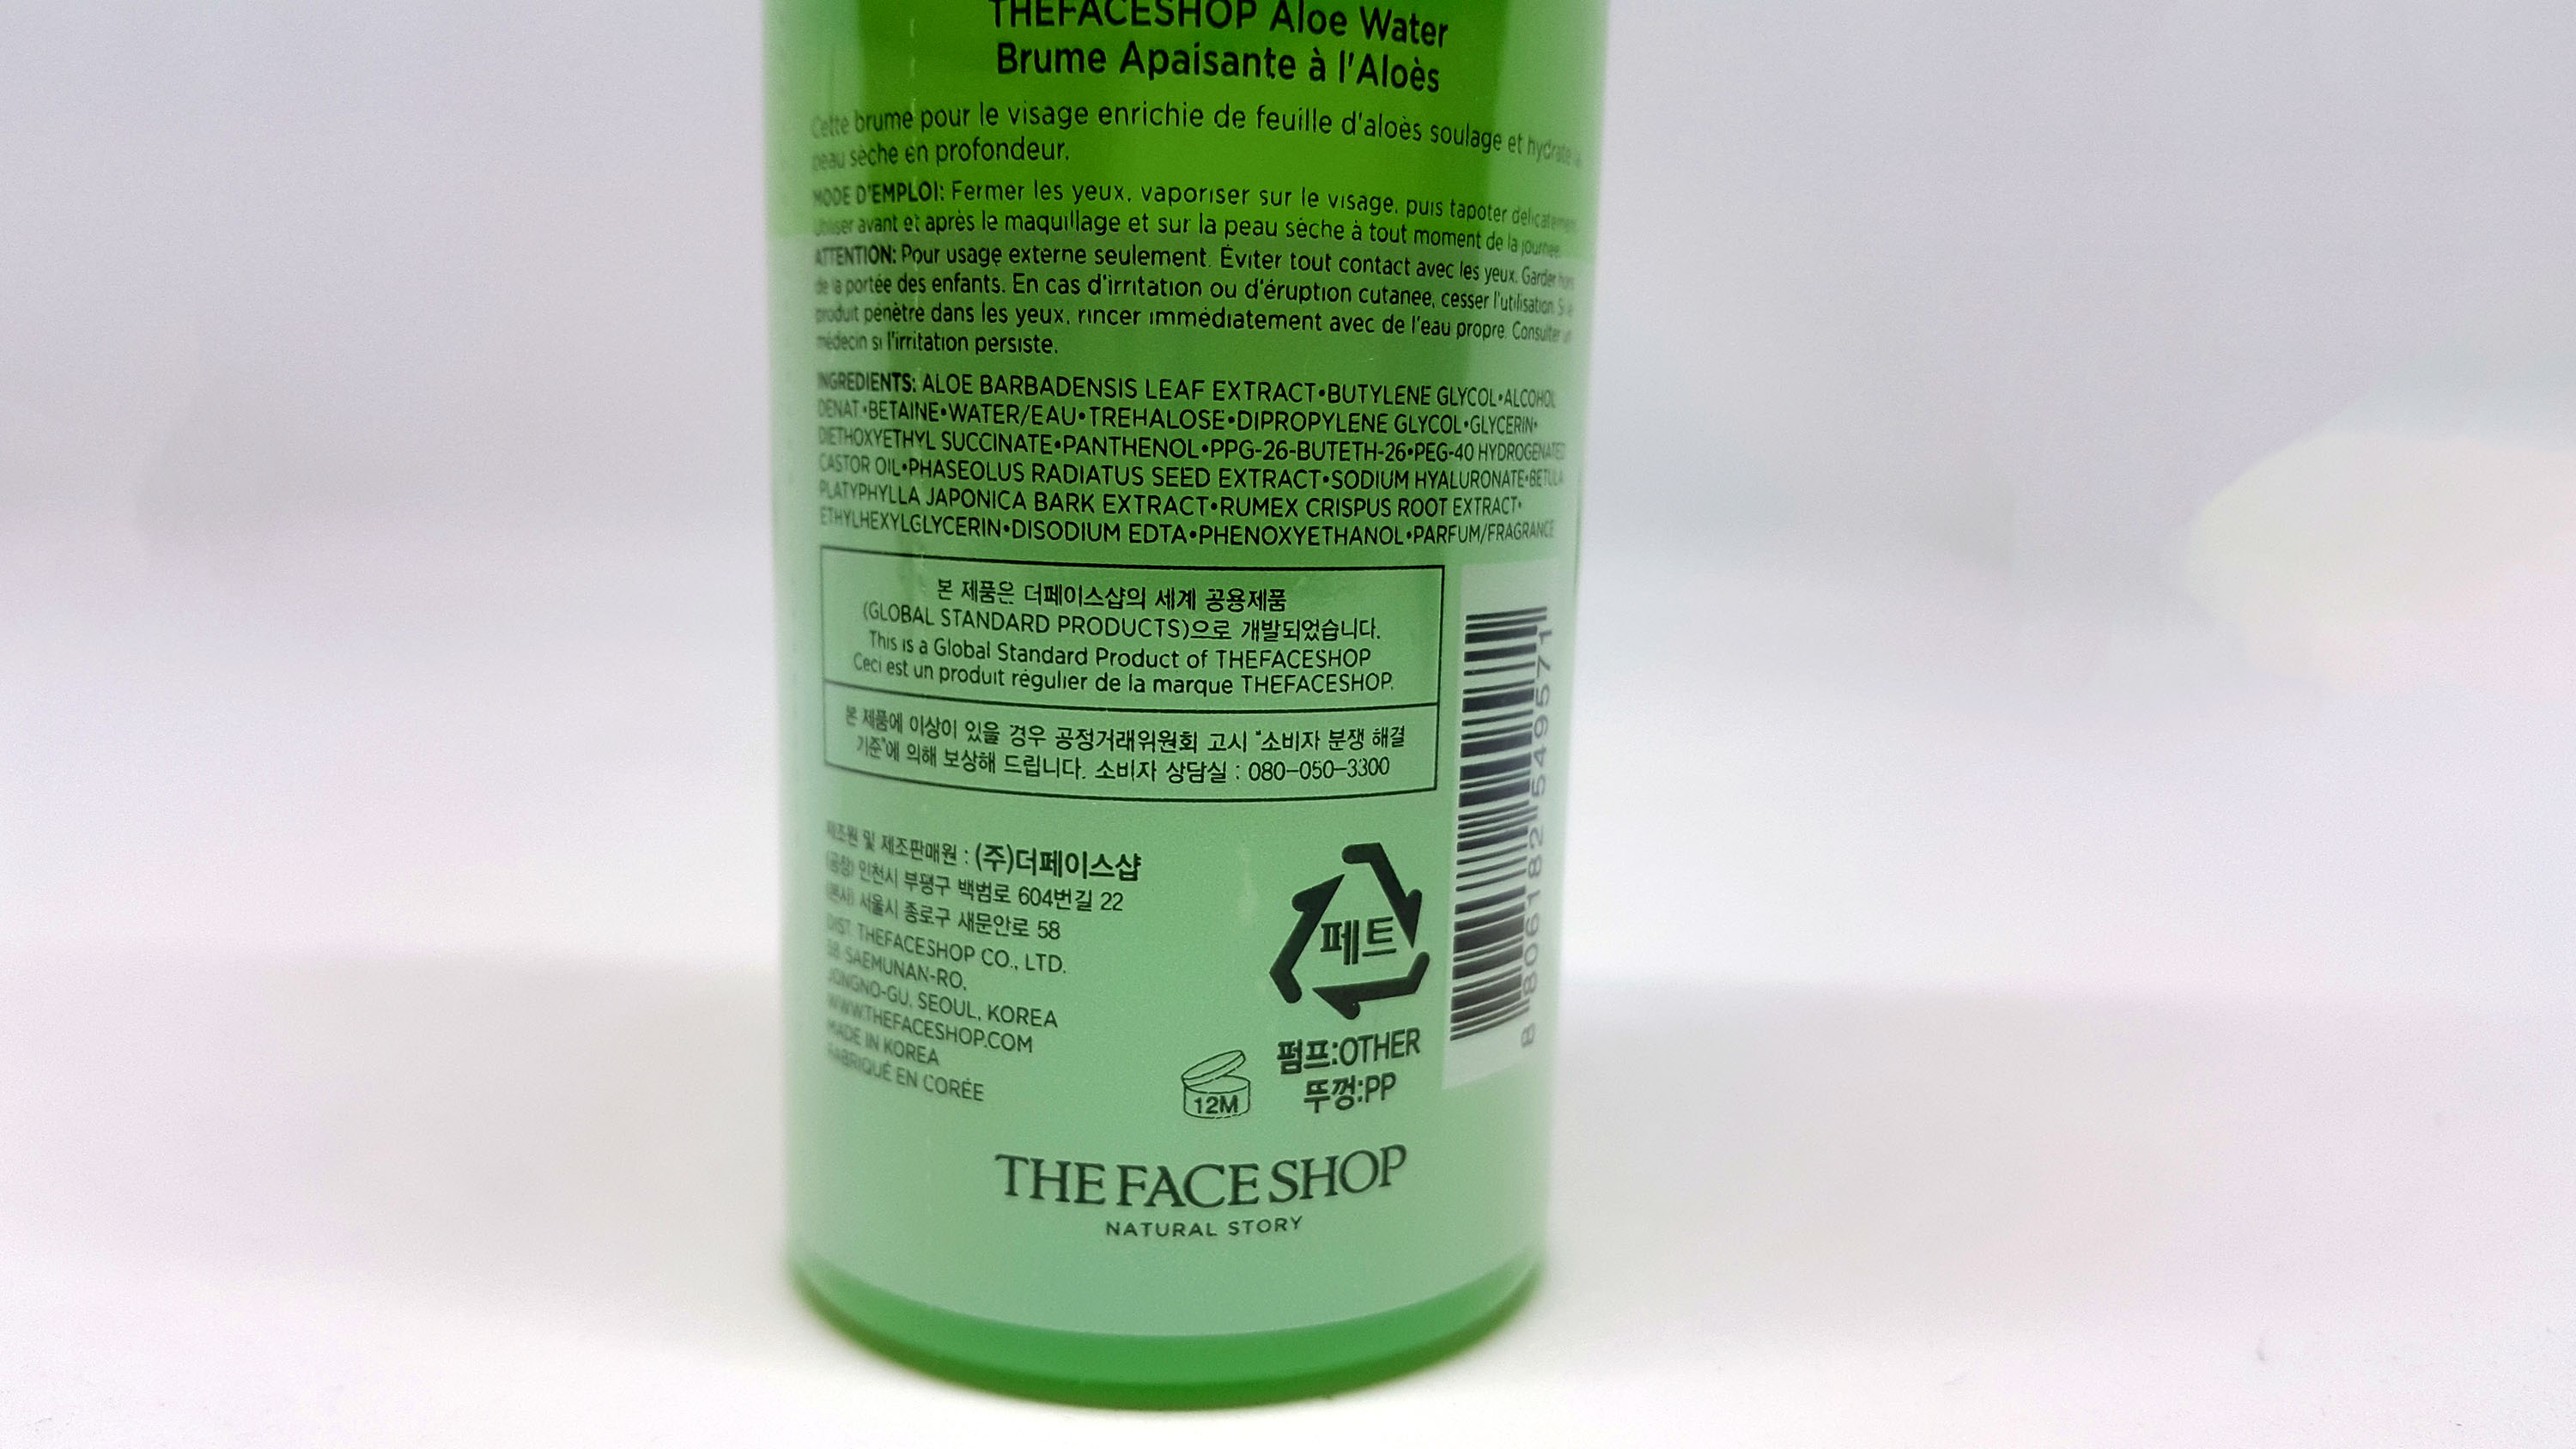 THEFACESHOP Aloe Water
Brume Apaisante à l'Aloès
Cette brume pour le visage enrichie de feuille d'aloès soulage et hydrate la
peau sèche en profondeur.
MODE D'EMPLOI: Fermer les yeux, vaporiser sur le visage, puis tapoter délicatement.
Utiliser avant et après le maquillage et sur la peau sèche à tout moment de la journée.
ATTENTION: Pour usage externe seulement. Éviter tout contact avec les yeux. Garder hors
de la portée des enfants. En cas d'irritation ou d'éruption cutanee, cesser l'utilisation. Si le
produit pénètre dans les yeux, rincer immédiatement avec de l'eau propre. Consulter un
médecin si l'irritation persiste.
INGREDIENTS: ALOE BARBADENSIS LEAF EXTRACT•BUTYLENE GLYCOL•ALCOHOL
DENAT•BETAINE•WATER/EAU•TREHALOSE•DIPROPYLENE GLYCOL•GLYCERIN•
DIETHOXYETHYL SUCCINATE•PANTHENOL•PPG-26-BUTETH-26•PEG-40 HYDROGENATED
CASTOR OIL•PHASEOLUS RADIATUS SEED EXTRACT•SODIUM HYALURONATE•BETULA
PLATYPHYLLA JAPONICA BARK EXTRACT•RUMEX CRISPUS ROOT EXTRACT•
ETHYLHEXYLGLYCERIN•DISODIUM EDTA•PHENOXYETHANOL•PARFUM/FRAGRANCE
본 제품은 더페이스샵의 세계 공용제품
(GLOBAL STANDARD PRODUCTS)으로 개발되었습니다.
This is a Global Standard Product of THEFACESHOP
Ceci est un produit régulier de la marque THEFACESHOP.
본 제품에 이상이 있을 경우 공정거래위원회 고시 "소비자 분쟁 해결
기준"에 의해 보상해 드립니다. 소비자 상담실 : 080-050-3300
제조원 및 제조판매원 : (주)더페이스샵
(공장) 인천시 부평구 백범로 604번길 22
(본사) 서울시 종로구 새문안로 58
DIST. THEFACESHOP CO., LTD.
58 SAEMUNAN-RO,
JONGNO-GU, SEOUL, KOREA
WWW.THEFACESHOP.COM
MADE IN KOREA
FABRIQUÉ EN CORÉE
12M
페트
펌프:OTHER
뚜껑:PP
8 806182 549571
THE FACE SHOP
NATURAL STORY